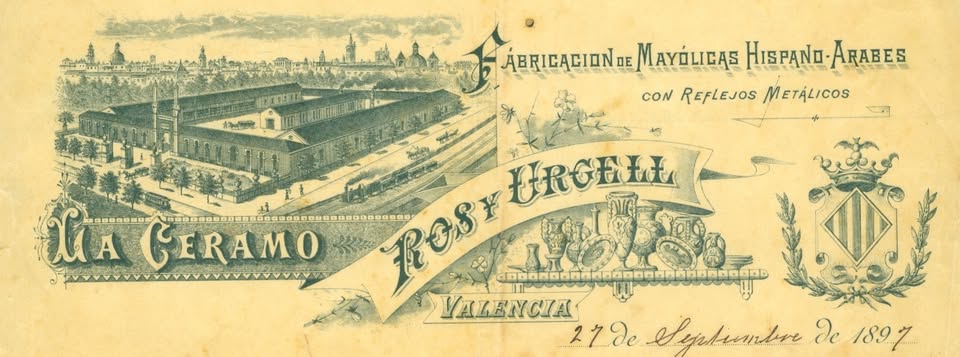 FÁBRICACION DE MAYÓLICAS HISPANO-ARABES
CON REFLEJOS METÁLICOS
LA CERAMO
ROS Y URGELL
VALENCIA
27 de Septiembre de 1897